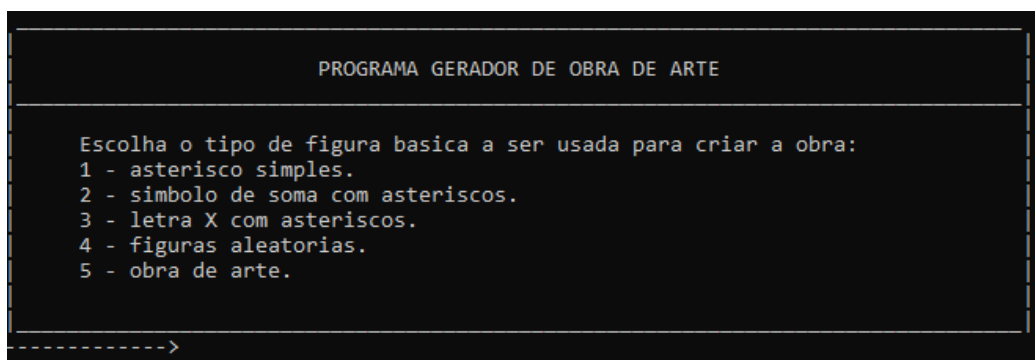 PROGRAMA GERADOR DE OBRA DE ARTE
Escolha o tipo de figura basica a ser usada para criar a obra:
1 - asterisco simples.
2 - simbolo de soma com asteriscos.
3 - letra X com asteriscos.
4 - figuras aleatorias.
5 - obra de arte.
------------->